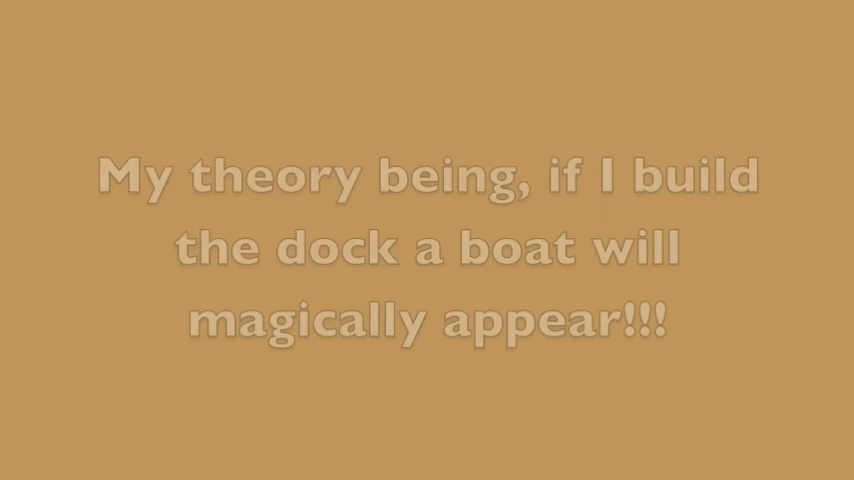 My theory being, if I build
the dock a boat will
magically appear!!!